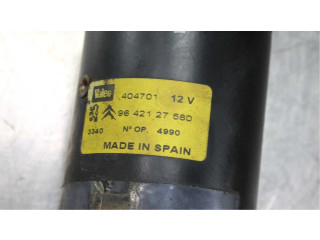 Valeo 404701 12 V
96 421 27 580
3340 Nº OP. 4990
MADE IN SPAIN